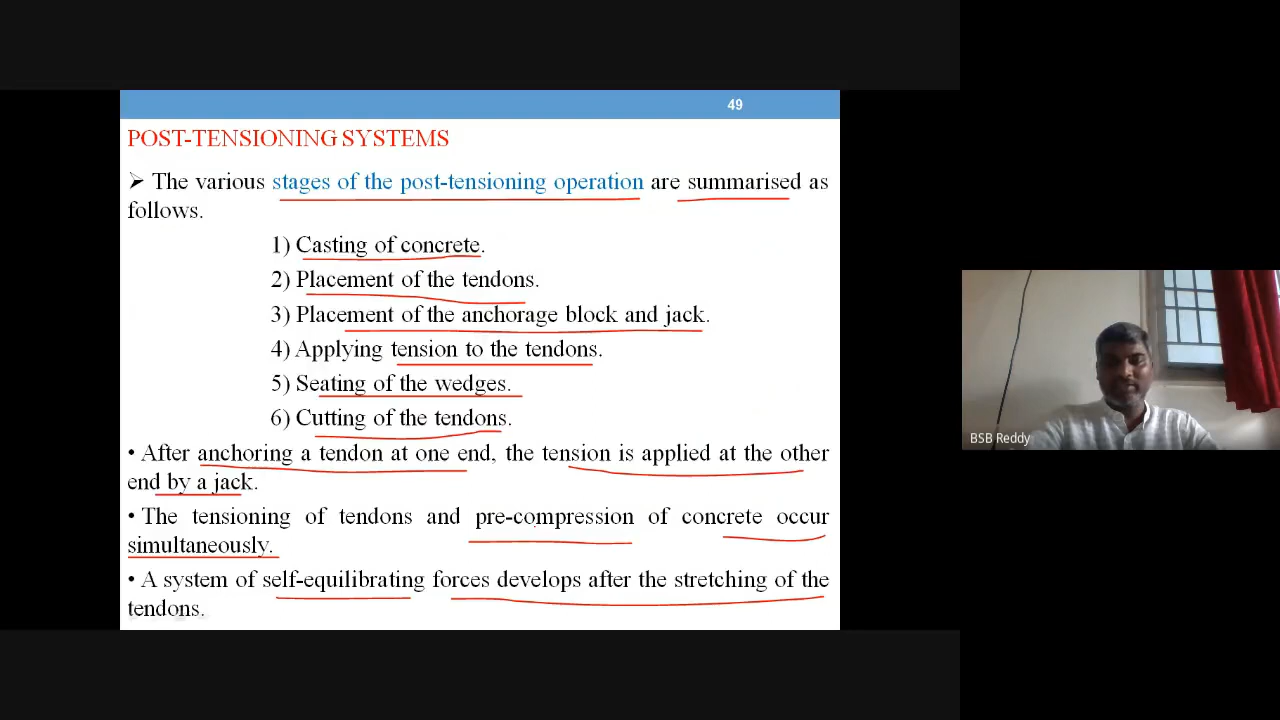 49
POST-TENSIONING SYSTEMS
➢ The various stages of the post-tensioning operation are summarised as
follows.
1) Casting of concrete.
2) Placement of the tendons.
3) Placement of the anchorage block and jack.
4) Applying tension to the tendons.
5) Seating of the wedges.
6) Cutting of the tendons.
• After anchoring a tendon at one end, the tension is applied at the other
end by a jack.
• The tensioning of tendons and pre-compression of concrete occur
simultaneously.
• A system of self-equilibrating forces develops after the stretching of the
tendons.
BSB Reddy